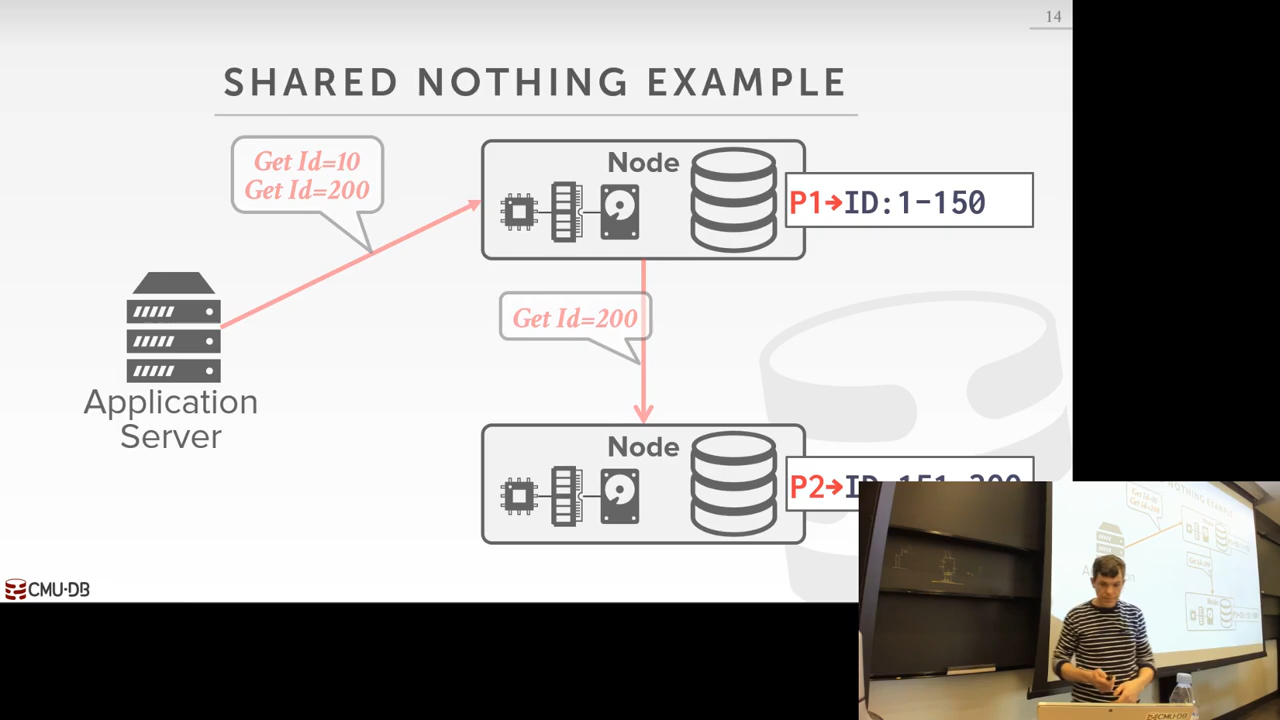 14
SHARED NOTHING EXAMPLE
Get Id=10
Get Id=200
Node
P1→ID:1-150
Get Id=200
Application
Server
Node
P2→ID:151-300
CMU·DB